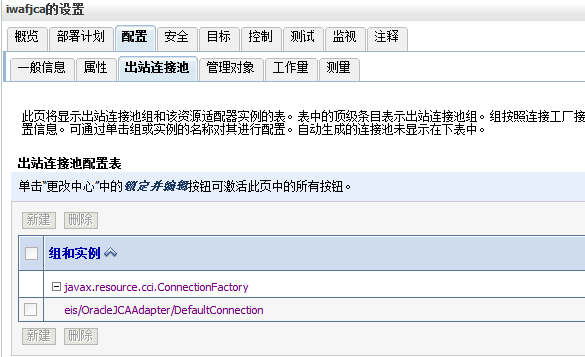 iwafjca的设置
概览 部署计划 配置 安全 目标 控制 测试 监视 注释
一般信息 属性 出站连接池 管理对象 工作量 测量
此页将显示出站连接池组和该资源适配器实例的表。表中的顶级条目表示出站连接池组。组按照连接工厂接
置信息。可通过单击组或实例的名称对其进行配置。自动生成的连接池未显示在下表中。
出站连接池配置表
单击“更改中心”中的锁定并编辑按钮可激活此页中的所有按钮。
新建 删除
组和实例
javax.resource.cci.ConnectionFactory
eis/OracleJCAAdapter/DefaultConnection
新建 删除